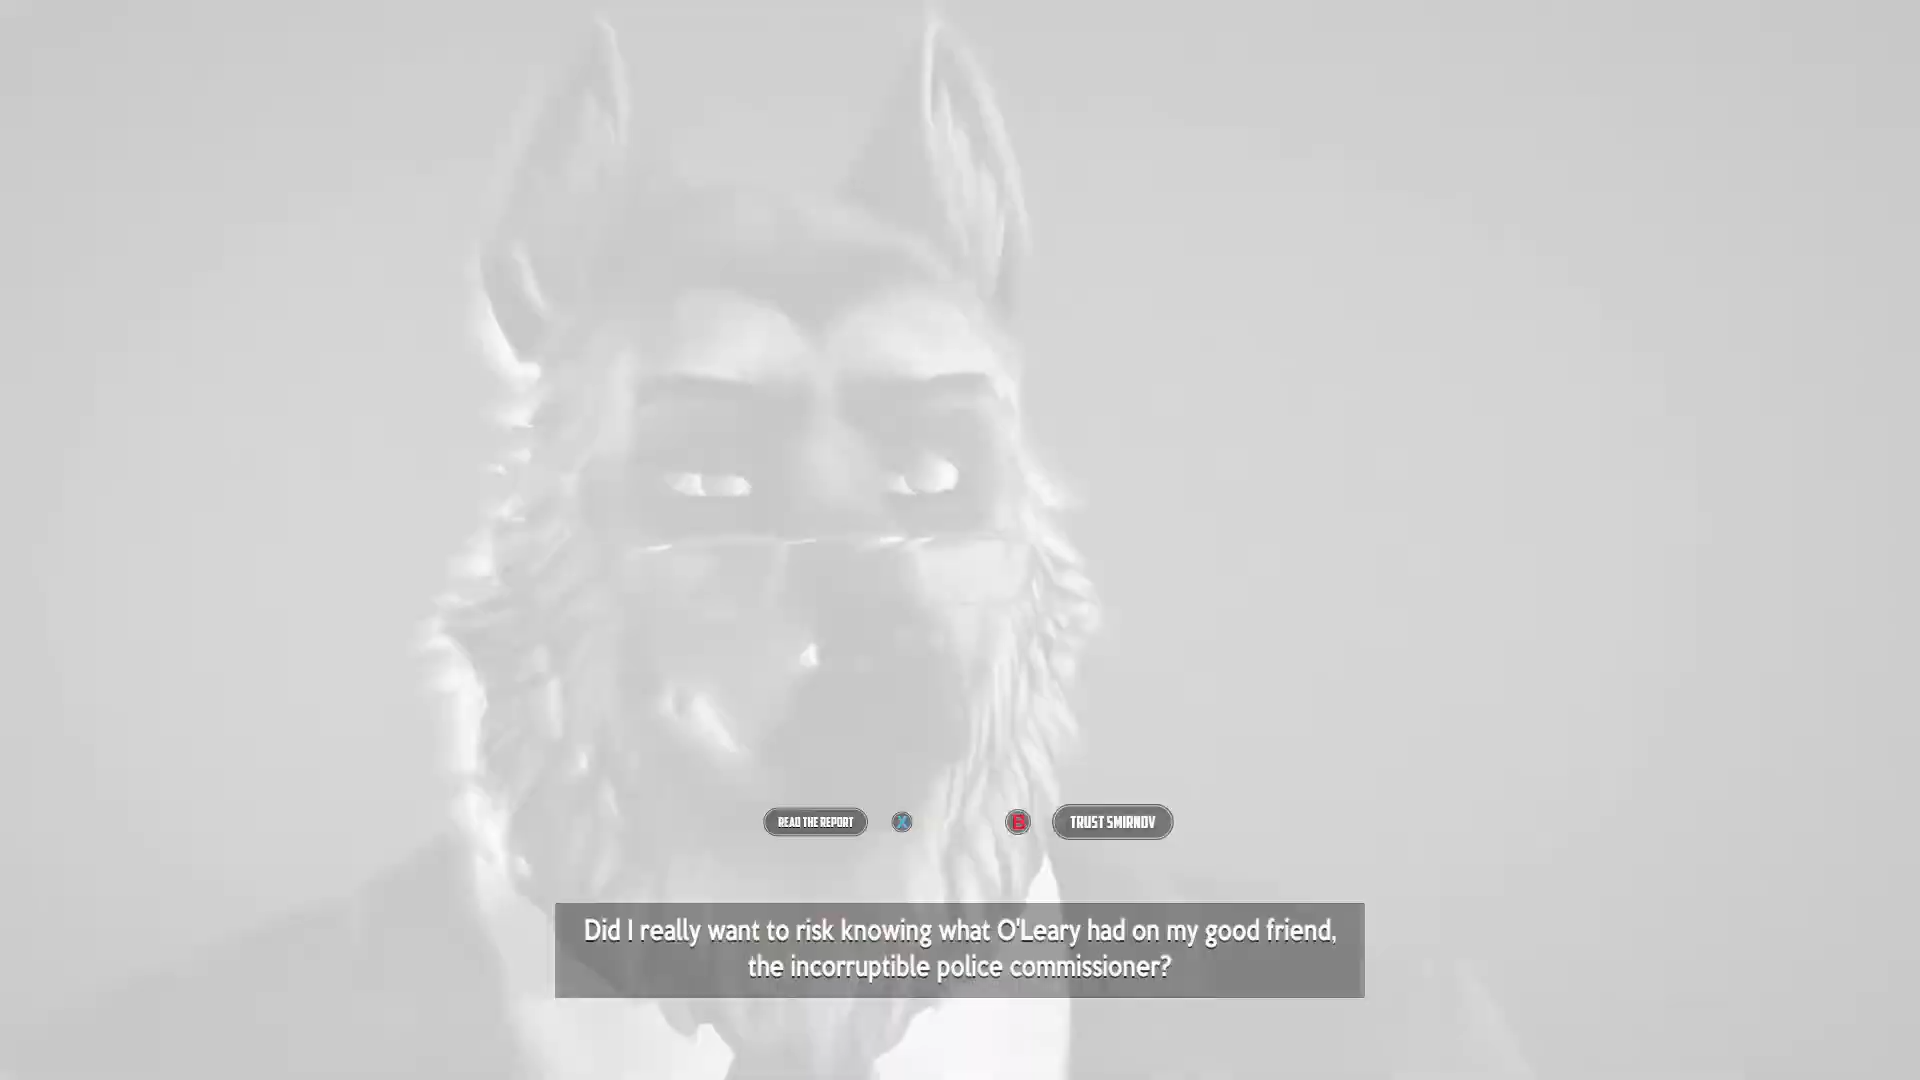 READ THE REPORT X B TRUST SMIRNOV
Did I really want to risk knowing what O'Leary had on my good friend,
the incorruptible police commissioner?